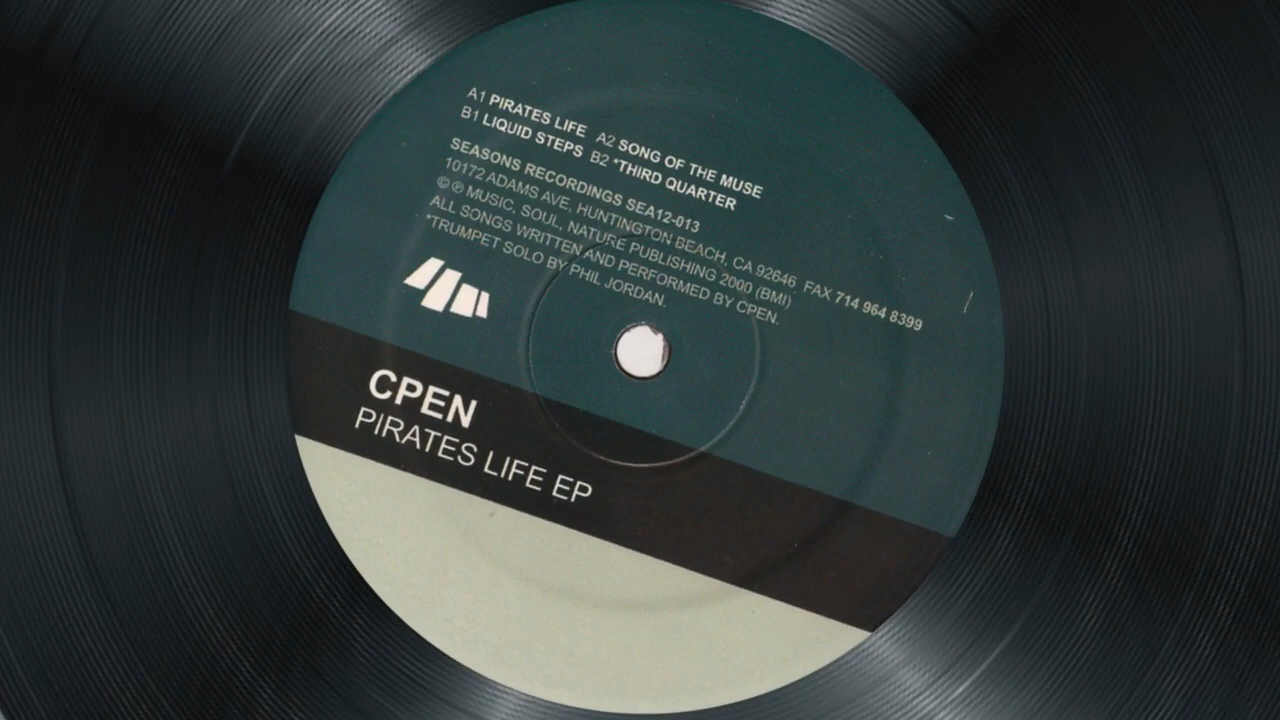 A1 PIRATES LIFE A2 SONG OF THE MUSE
B1 LIQUID STEPS B2 *THIRD QUARTER
SEASONS RECORDINGS SEA12-013
10172 ADAMS AVE, HUNTINGTON BEACH, CA 92646 FAX 714 964 8399
©℗ MUSIC, SOUL, NATURE PUBLISHING 2000 (BMI)
ALL SONGS WRITTEN AND PERFORMED BY CPEN.
*TRUMPET SOLO BY PHIL JORDAN.
CPEN
PIRATES LIFE EP